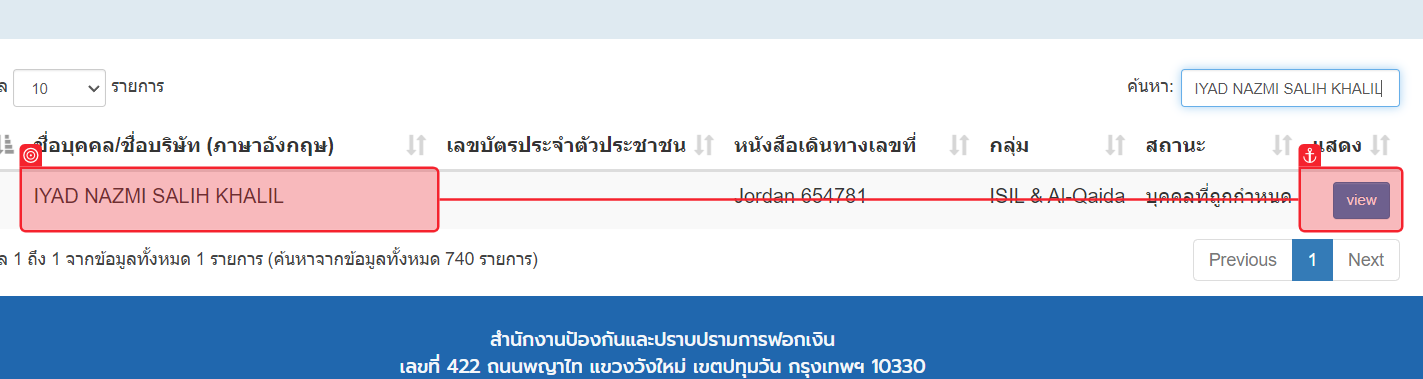 ล 10 รายการ ค้นหา: IYAD NAZMI SALIH KHALIL
ชื่อบุคคล/ชื่อบริษัท (ภาษาอังกฤษ) เลขบัตรประจำตัวประชาชน หนังสือเดินทางเลขที่ กลุ่ม สถานะ แสดง
IYAD NAZMI SALIH KHALIL Jordan 654781 ISIL & Al-Qaida บุคคลที่ถูกกำหนด view
ล 1 ถึง 1 จากข้อมูลทั้งหมด 1 รายการ (ค้นหาจากข้อมูลทั้งหมด 740 รายการ) Previous 1 Next
สำนักงานป้องกันและปราบปรามการฟอกเงิน
เลขที่ 422 ถนนพญาไท แขวงวังใหม่ เขตปทุมวัน กรุงเทพฯ 10330